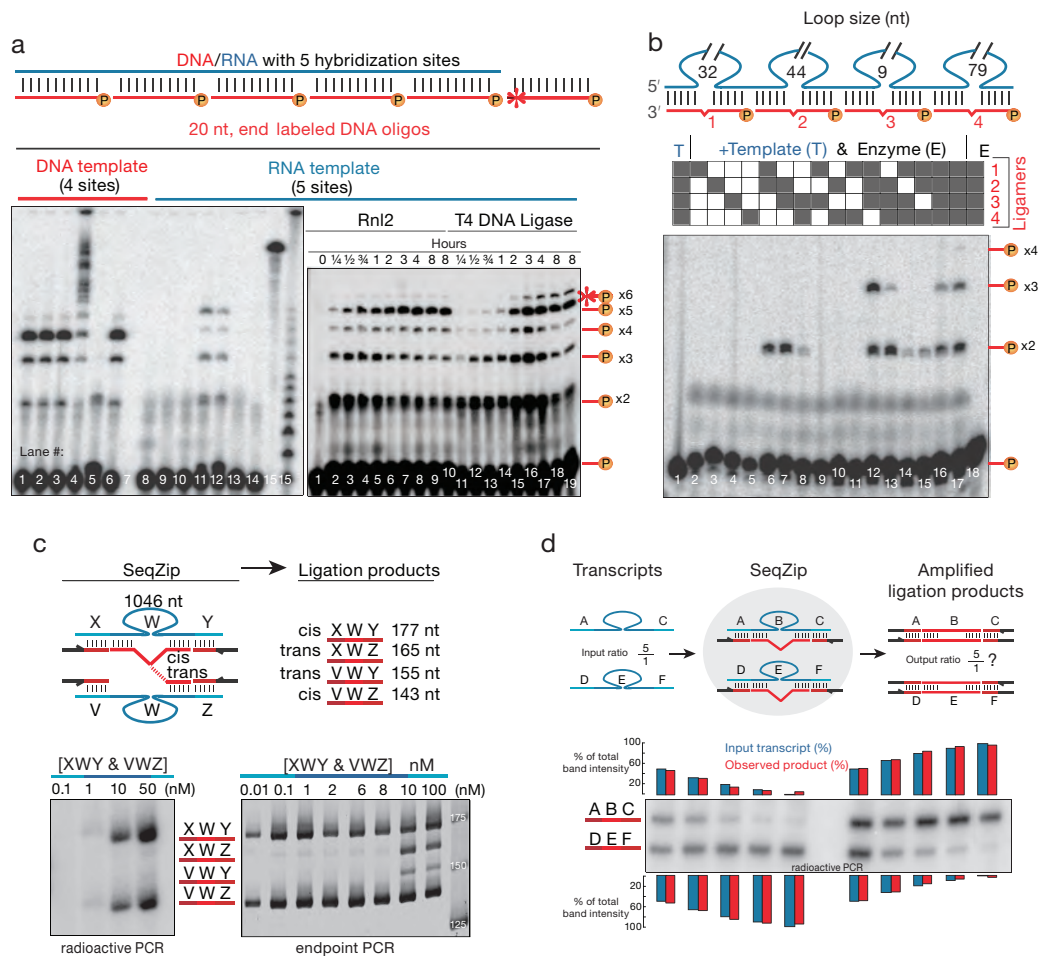 a
DNA/RNA with 5 hybridization sites
P P P P P P
20 nt, end labeled DNA oligos
DNA template
(4 sites)
RNA template
(5 sites)
Rnl2
T4 DNA Ligase
Hours
0 ¼ ½ ¾ 1 2 3 4 8 8 ¼ ½ ¾ 1 2 3 4 8 8
P x6
P x5
P x4
P x3
P x2
P
Lane #:
1 2 3 4 5 6 7 8 9 10 11 12 13 14 15 15
1 2 3 4 5 6 7 8 9 10 11 12 13 14 15 16 17 18 19
b
Loop size (nt)
32 44 9 79
5′
3′
1 P 2 P 3 P 4 P
T +Template (T) & Enzyme (E) E
1
2
3
4
Ligamers
P x4
P x3
P x2
P
1 2 3 4 5 6 7 8 9 10 11 12 13 14 15 16 17 18
c
SeqZip
Ligation products
1046 nt
X W Y
cis
trans
V W Z
cis X W Y 177 nt
trans X W Z 165 nt
trans V W Y 155 nt
cis V W Z 143 nt
[XWY & VWZ]
0.1 1 10 50 (nM)
[XWY & VWZ] nM
0.01 0.1 1 2 6 8 10 100 (nM)
X W Y
X W Z
V W Y
V W Z
175
150
125
radioactive PCR
endpoint PCR
d
Transcripts
SeqZip
Amplified
ligation products
A C
Input ratio 5/1
D E F
A B C
D E F
A B C
Output ratio 5/1 ?
D E F
% of total
band intensity
100
20
Input transcript (%)
Observed product (%)
A B C
D E F
radioactive PCR
% of total
band intensity
20
100